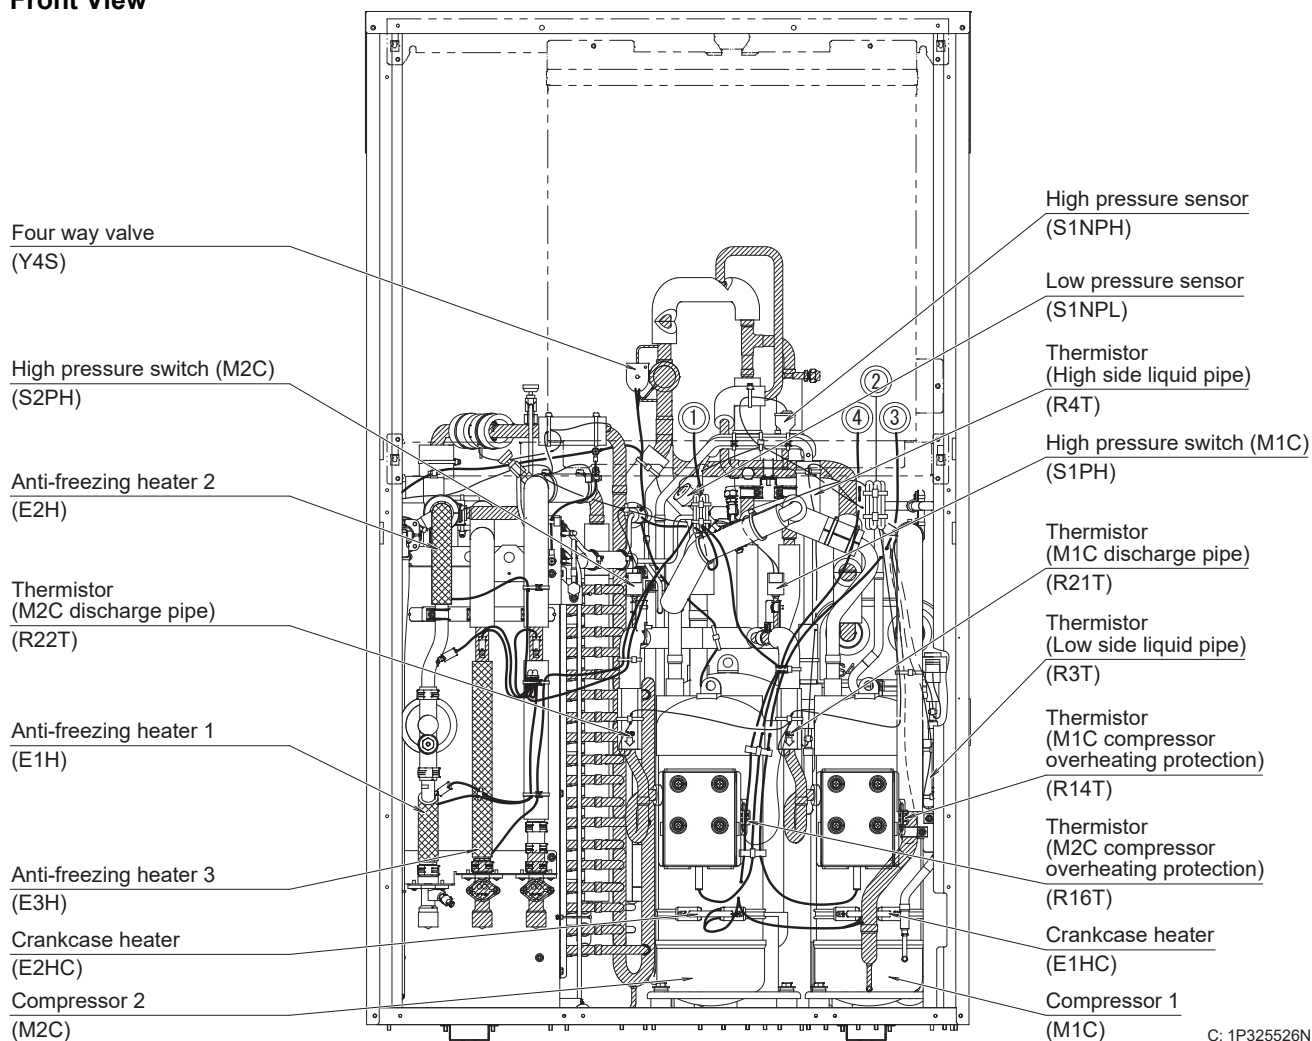 Front View
Four way valve
(Y4S)
High pressure switch (M2C)
(S2PH)
Anti-freezing heater 2
(E2H)
Thermistor
(M2C discharge pipe)
(R22T)
Anti-freezing heater 1
(E1H)
Anti-freezing heater 3
(E3H)
Crankcase heater
(E2HC)
Compressor 2
(M2C)
1
2
3
4
High pressure sensor
(S1NPH)
Low pressure sensor
(S1NPL)
Thermistor
(High side liquid pipe)
(R4T)
High pressure switch (M1C)
(S1PH)
Thermistor
(M1C discharge pipe)
(R21T)
Thermistor
(Low side liquid pipe)
(R3T)
Thermistor
(M1C compressor
overheating protection)
(R14T)
Thermistor
(M2C compressor
overheating protection)
(R16T)
Crankcase heater
(E1HC)
Compressor 1
(M1C)
C: 1P325526N